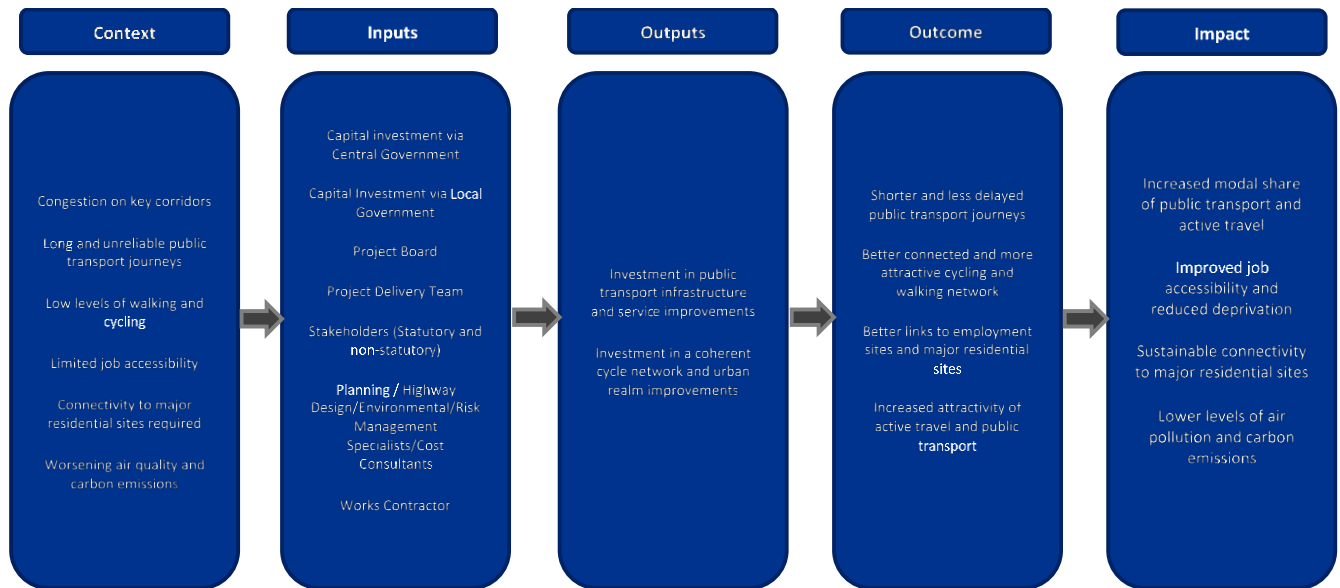 Context
Congestion on key corridors
Long and unreliable public
transport journeys
Low levels of walking and
cycling
Limited job accessibility
Connectivity to major
residential sites required
Worsening air quality and
carbon emissions
Inputs
Capital investment via
Central Government
Capital Investment via Local
Government
Project Board
Project Delivery Team
Stakeholders (Statutory and
non-statutory)
Planning / Highway
Design/Environmental/Risk
Management
Specialists/Cost
Consultants
Works Contractor
Outputs
Investment in public
transport infrastructure
and service improvements
Investment in a coherent
cycle network and urban
realm improvements
Outcome
Shorter and less delayed
public transport journeys
Better connected and more
attractive cycling and
walking network
Better links to employment
sites and major residential
sites
Increased attractivity of
active travel and public
transport
Impact
Increased modal share
of public transport and
active travel
Improved job
accessibility and
reduced deprivation
Sustainable connectivity
to major residential sites
Lower levels of air
pollution and carbon
emissions